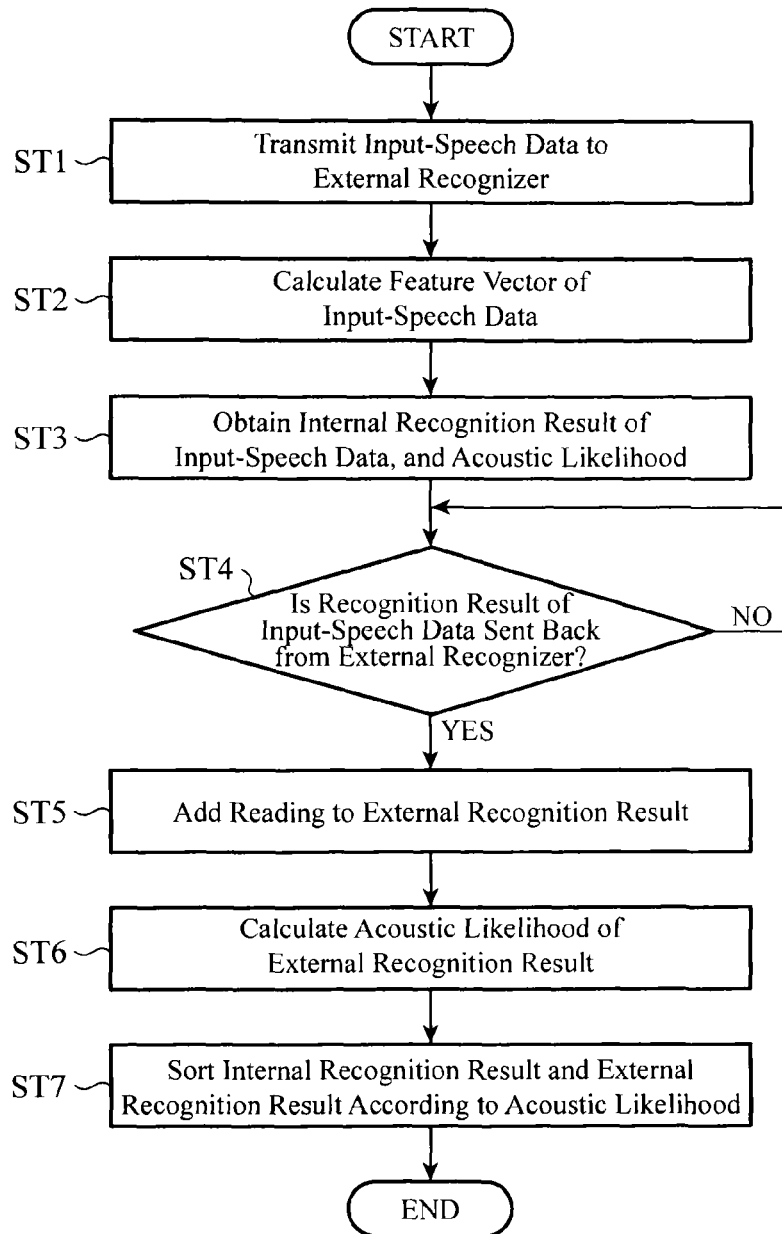 START
ST1
Transmit Input-Speech Data to
External Recognizer
ST2
Calculate Feature Vector of
Input-Speech Data
ST3
Obtain Internal Recognition Result of
Input-Speech Data, and Acoustic Likelihood
ST4
Is Recognition Result of
Input-Speech Data Sent Back
from External Recognizer?
NO
YES
ST5
Add Reading to External Recognition Result
ST6
Calculate Acoustic Likelihood of
External Recognition Result
ST7
Sort Internal Recognition Result and External
Recognition Result According to Acoustic Likelihood
END